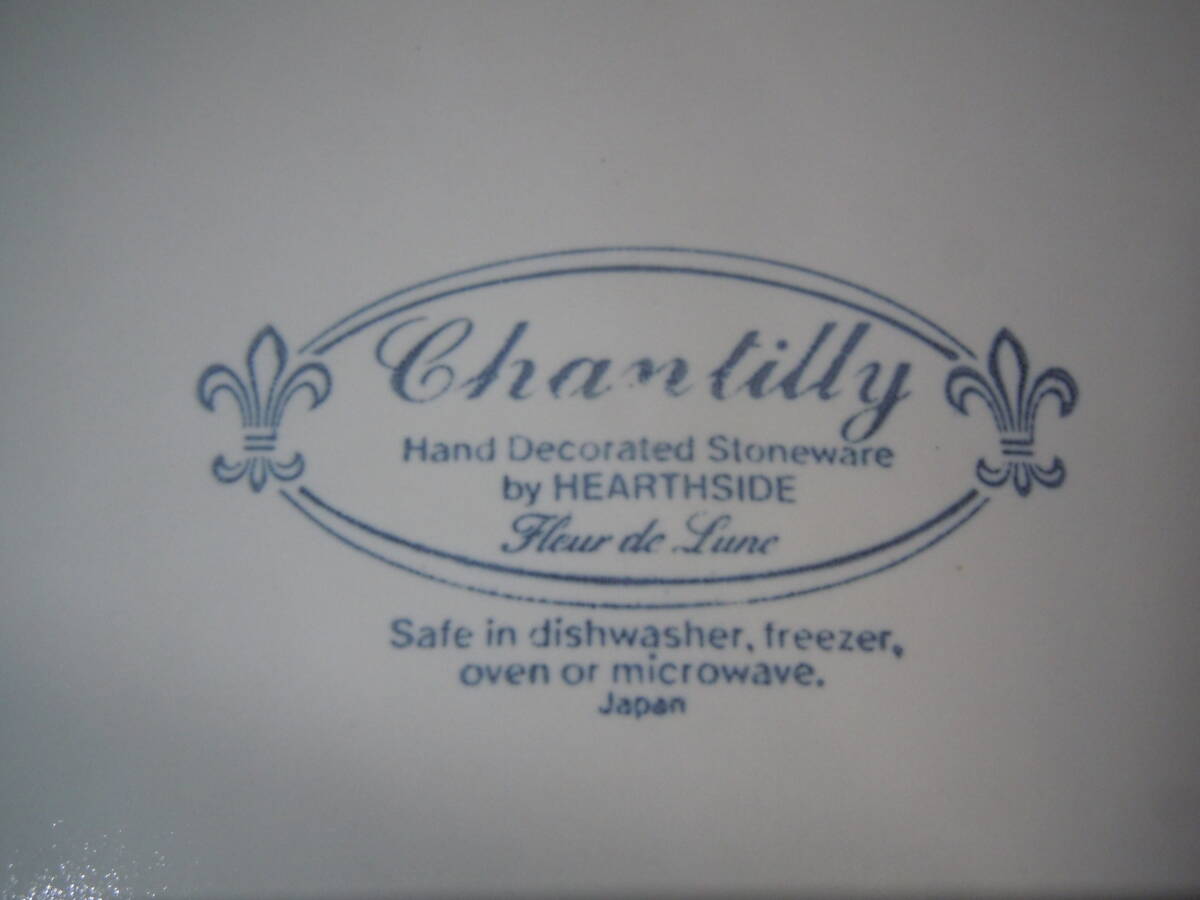 Chantilly
Hand Decorated Stoneware
by HEARTHSIDE
Fleur de Lune
Safe in dishwasher, freezer,
oven or microwave.
Japan